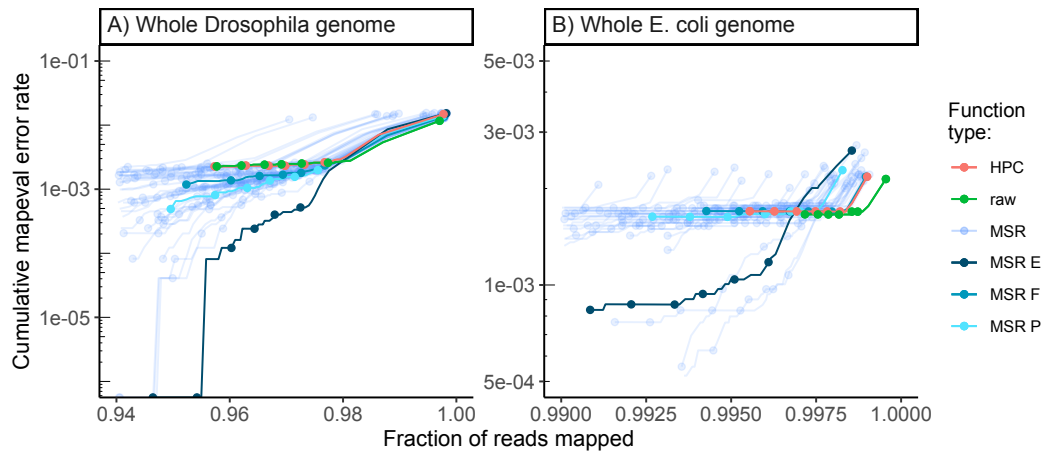 A) Whole Drosophila genome
B) Whole E. coli genome
Cumulative mapeval error rate
1e-01
1e-03
1e-05
0.94
0.96
0.98
1.00
5e-03
3e-03
1e-03
5e-04
0.9900
0.9925
0.9950
0.9975
1.0000
Fraction of reads mapped
Function
type:
HPC
raw
MSR
MSR E
MSR F
MSR P